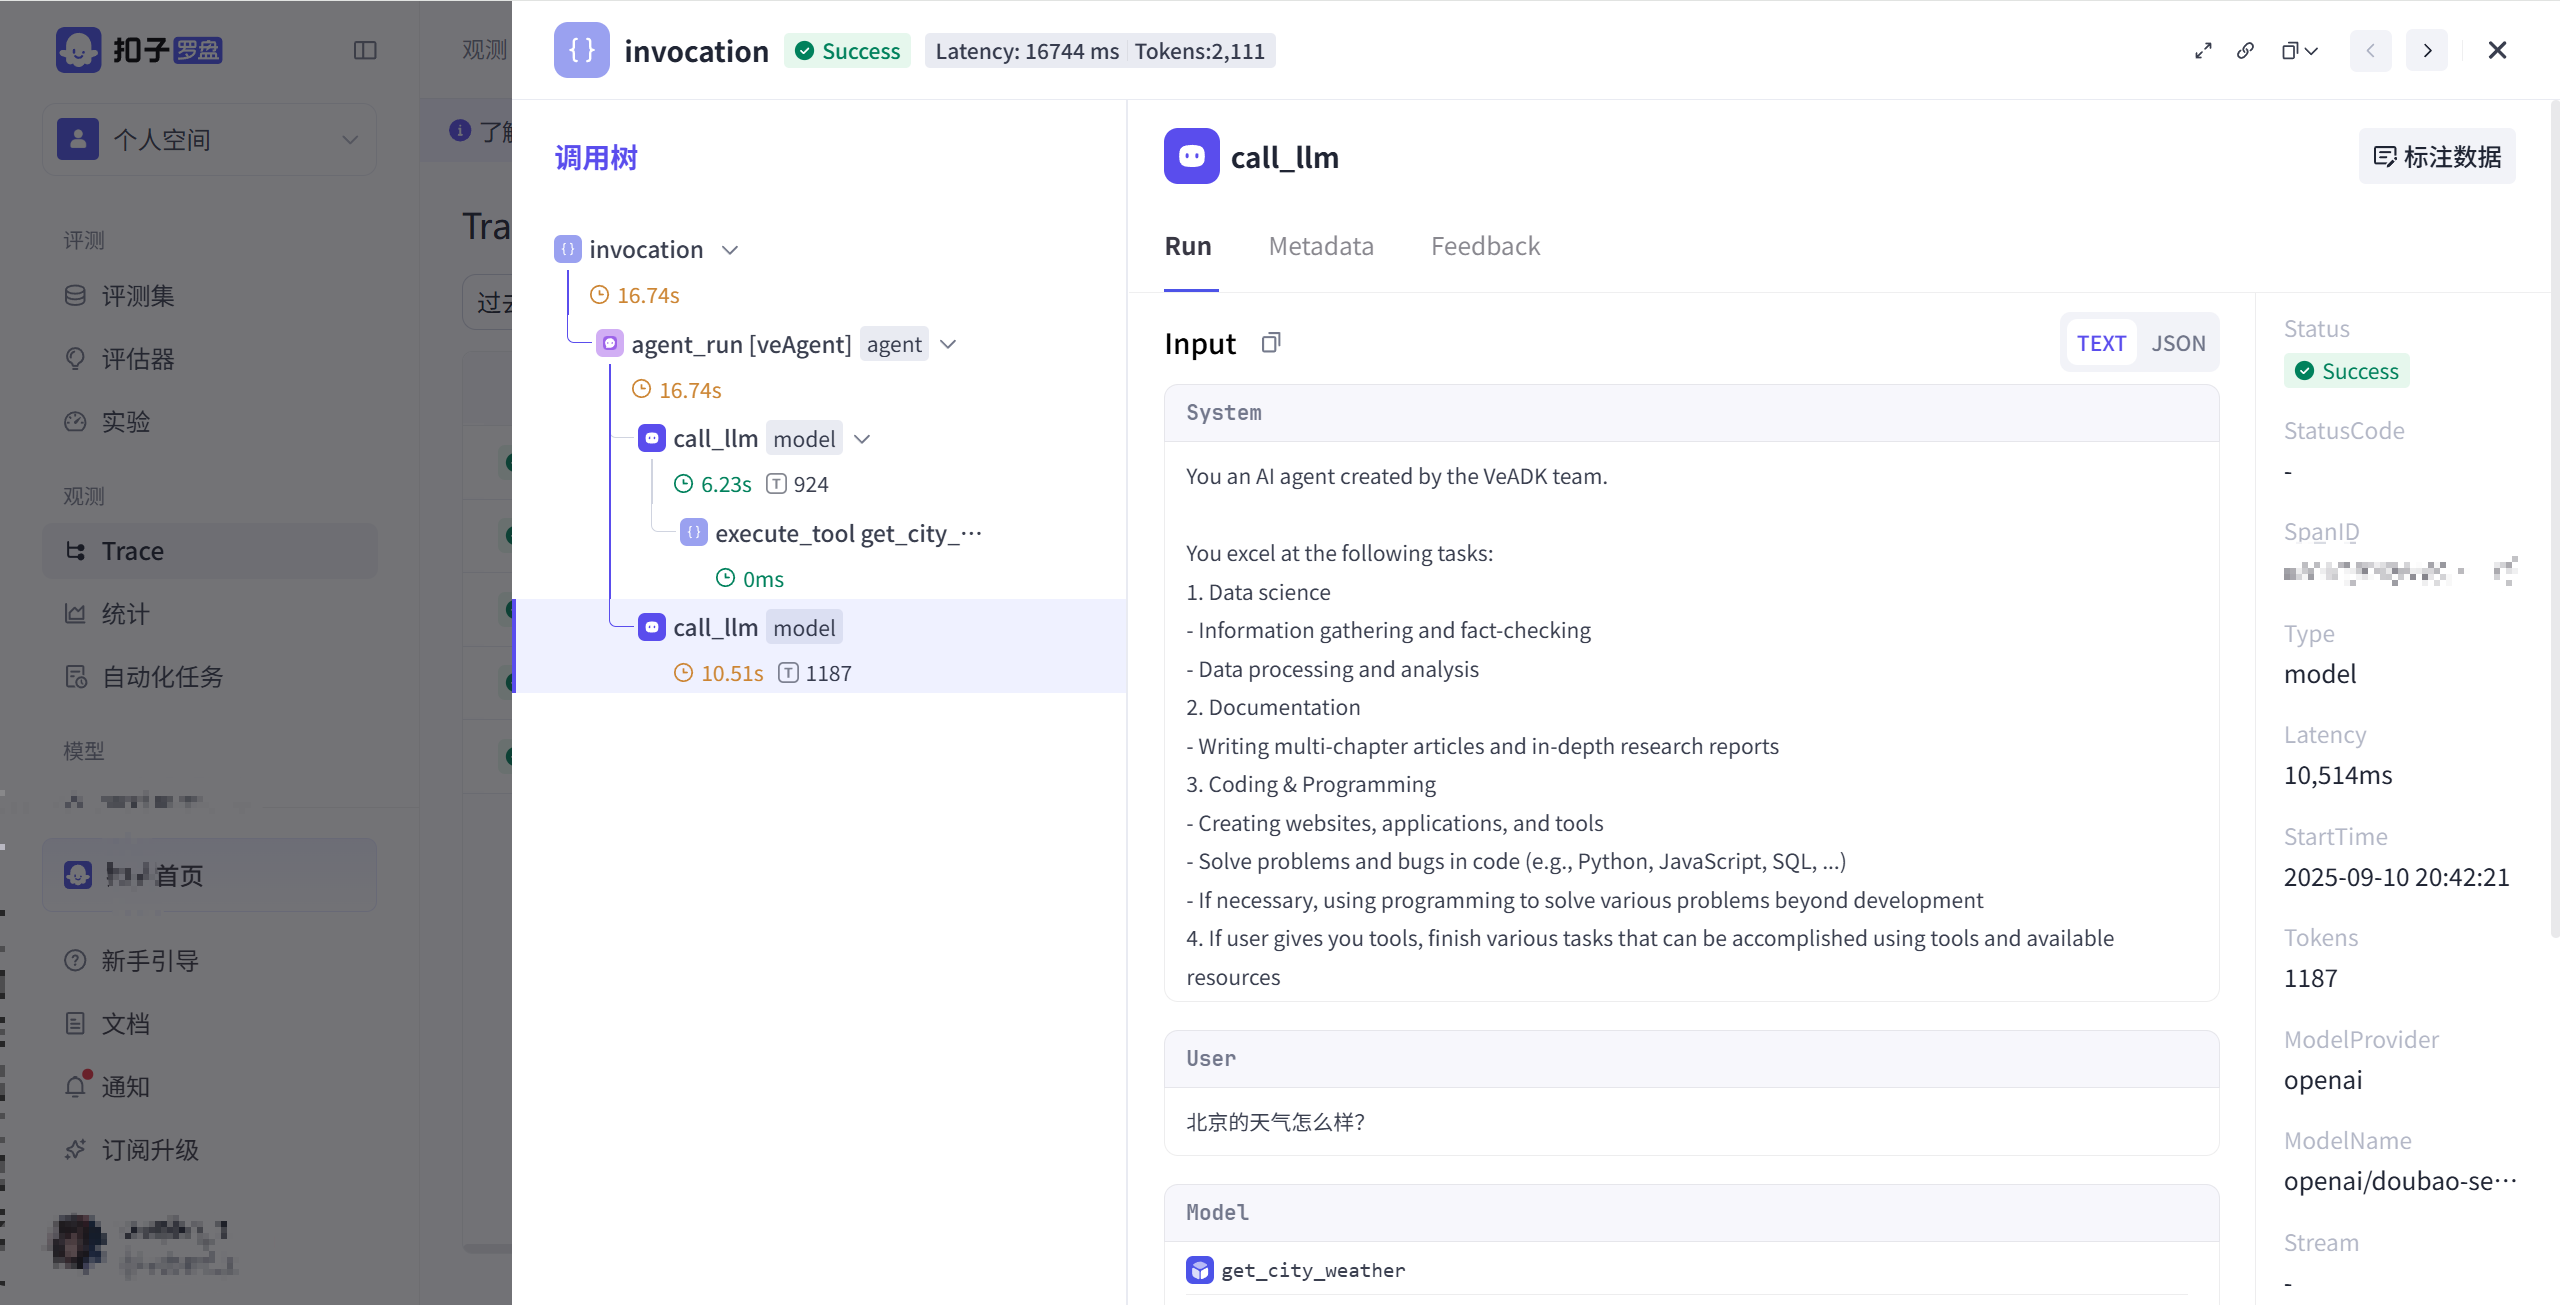 扣子 罗盘
个人空间
评测
评测集
评估器
实验
观测
Trace
统计
自动化任务
模型
首页
新手引导
文档
通知
订阅升级
观测
了解
Tra
过去
invocation Success Latency: 16744 ms Tokens:2,111
调用树
invocation
16.74s
agent_run [veAgent] agent
16.74s
call_llm model
6.23s T 924
execute_tool get_city_···
0ms
call_llm model
10.51s T 1187
call_llm
标注数据
Run Metadata Feedback
Input
TEXT JSON
System
You an AI agent created by the VeADK team.
You excel at the following tasks:
1. Data science
- Information gathering and fact-checking
- Data processing and analysis
2. Documentation
- Writing multi-chapter articles and in-depth research reports
3. Coding & Programming
- Creating websites, applications, and tools
- Solve problems and bugs in code (e.g., Python, JavaScript, SQL, ...)
- If necessary, using programming to solve various problems beyond development
4. If user gives you tools, finish various tasks that can be accomplished using tools and available
resources
User
北京的天气怎么样?
Model
get_city_weather
Status
Success
StatusCode
-
SpanID
Type
model
Latency
10,514ms
StartTime
2025-09-10 20:42:21
Tokens
1187
ModelProvider
openai
ModelName
openai/doubao-se···
Stream
-